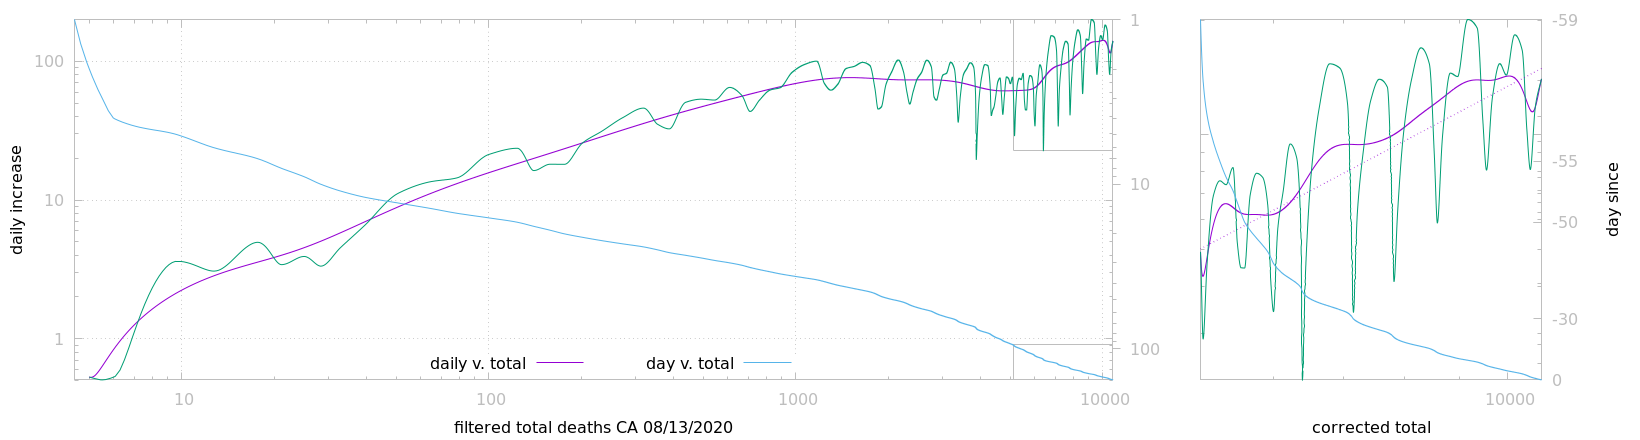 100
10
1
daily increase
10
100
1000
10000
filtered total deaths CA 08/13/2020
daily v. total
day v. total
1
10
100
-59
-55
-50
-30
0
day since
10000
corrected total